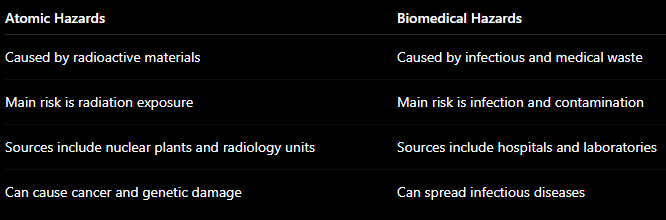 Atomic Hazards Biomedical Hazards
Caused by radioactive materials Caused by infectious and medical waste
Main risk is radiation exposure Main risk is infection and contamination
Sources include nuclear plants and radiology units Sources include hospitals and laboratories
Can cause cancer and genetic damage Can spread infectious diseases